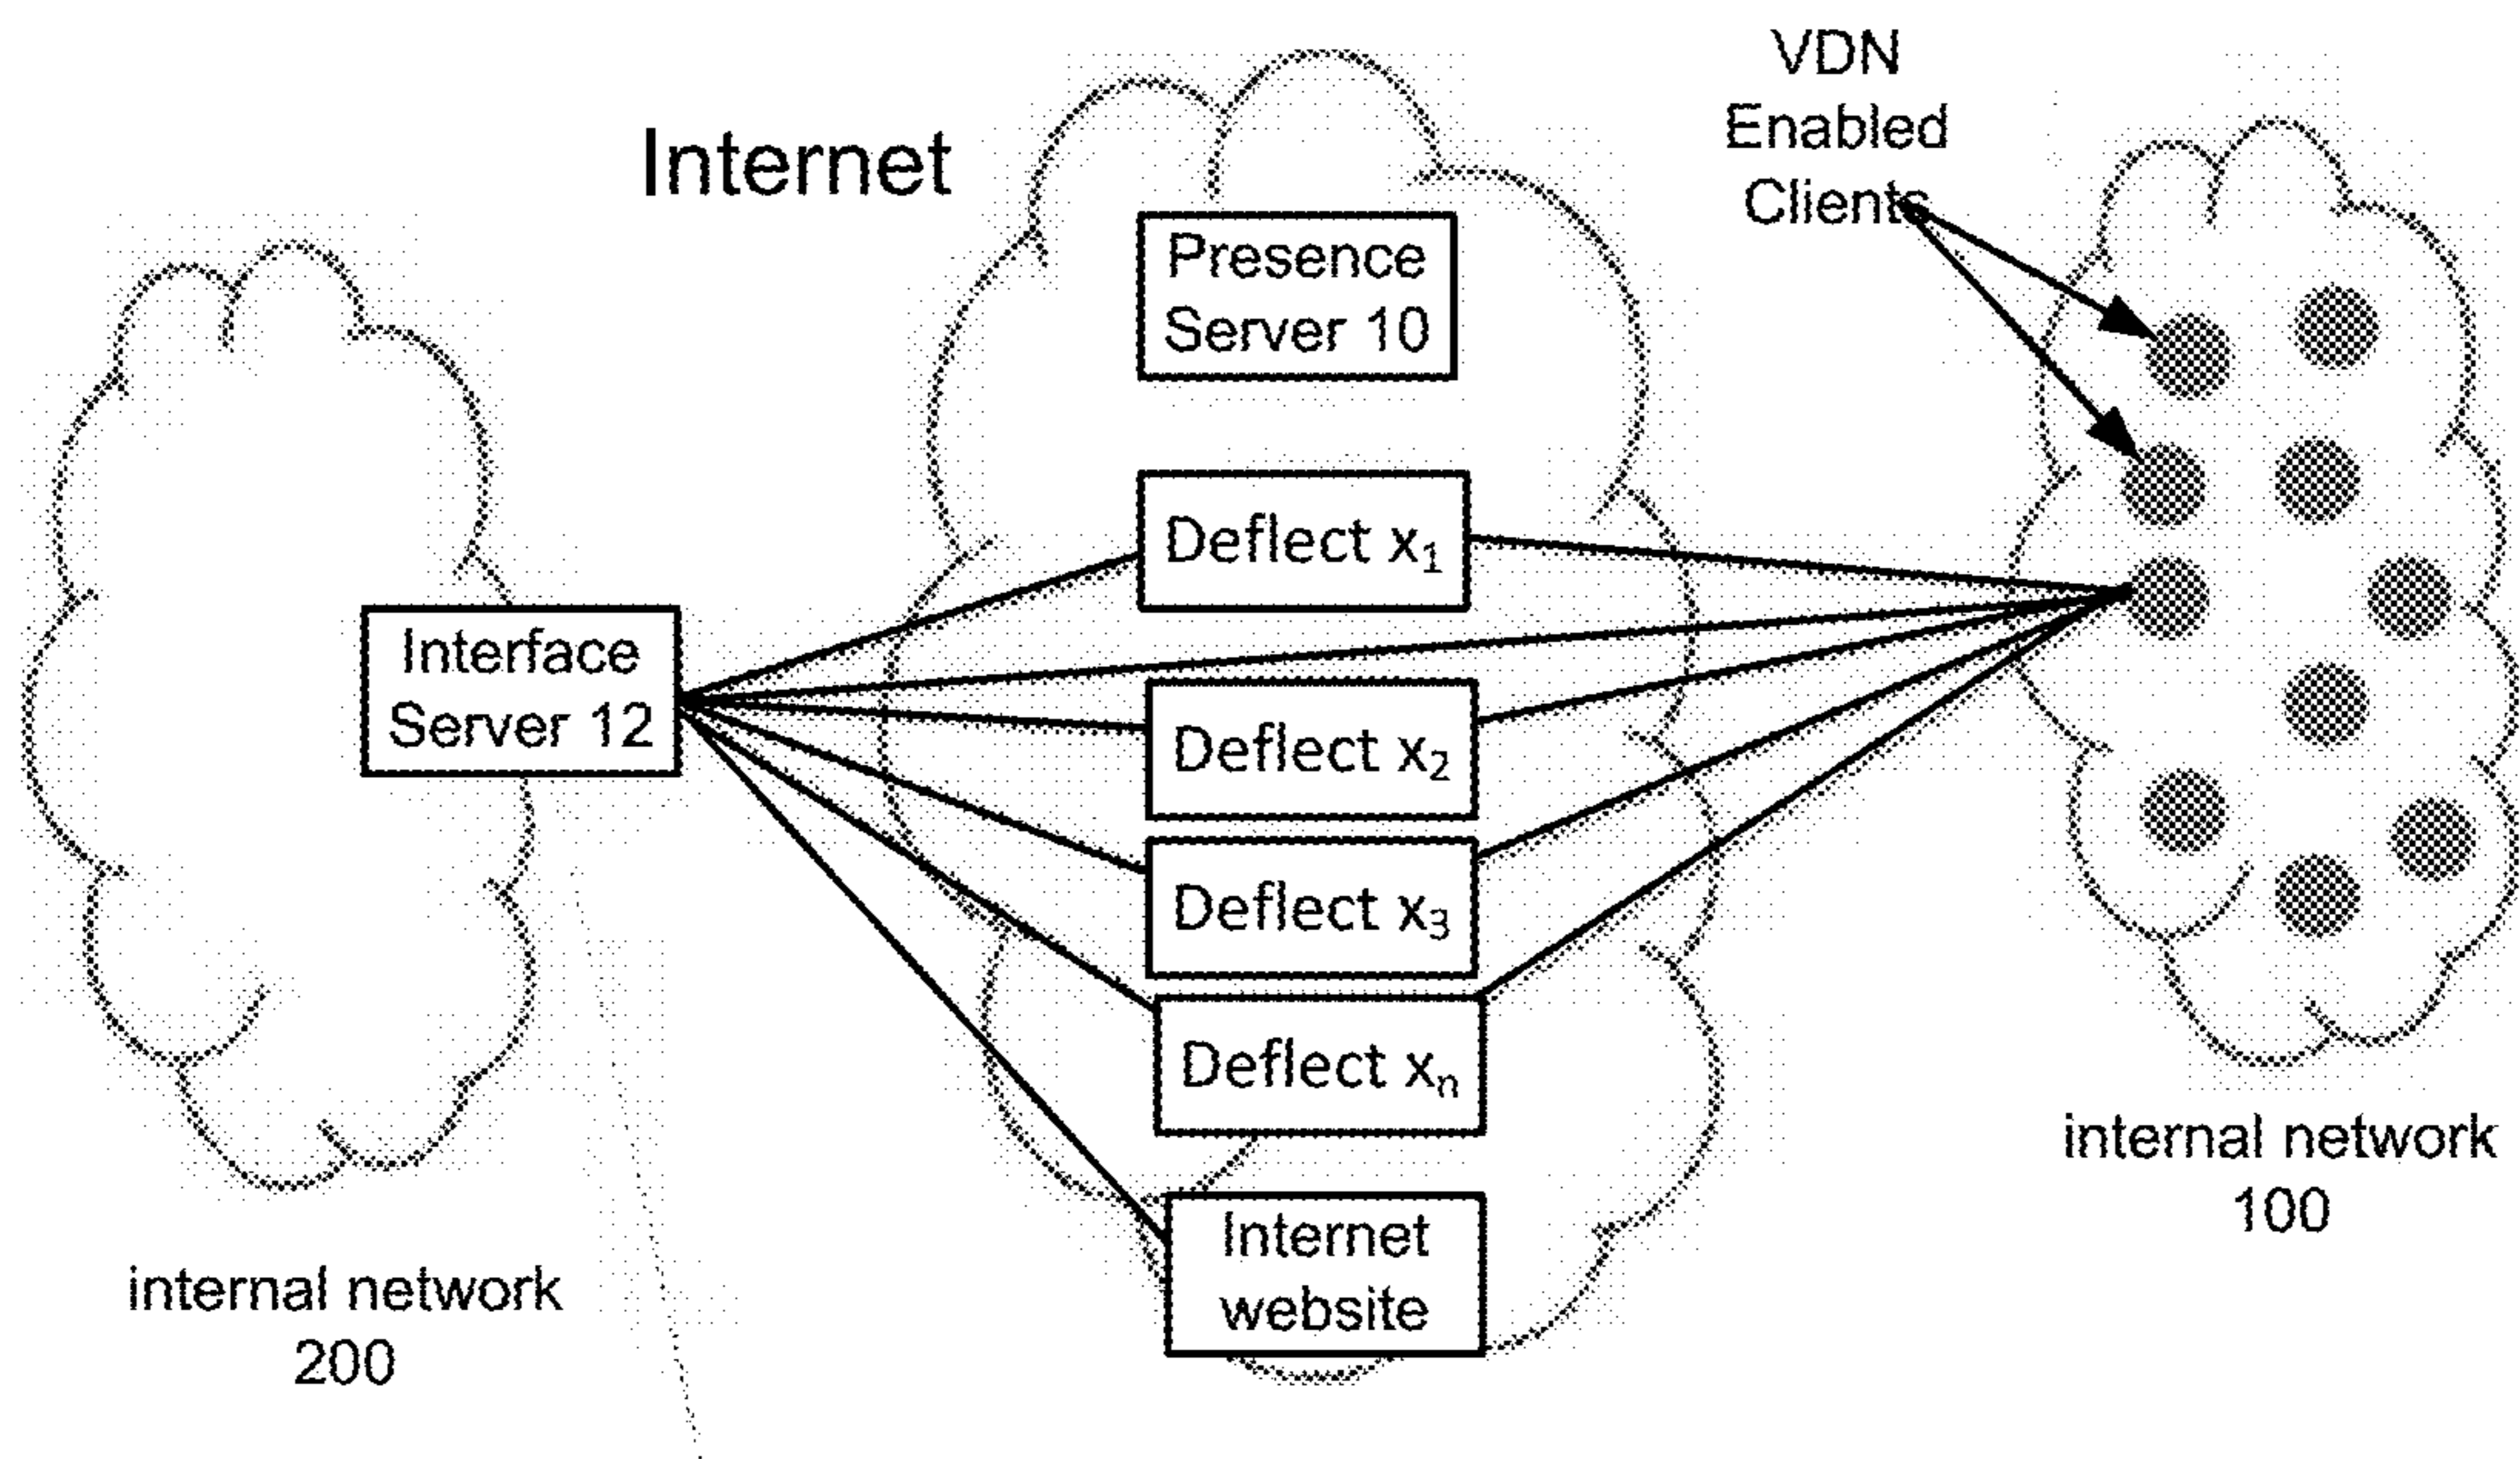 VDN
Enabled
Clients
Internet
Presence
Server 10
Deflect x₁
Interface
Server 12
Deflect x₂
Deflect x₃
Deflect xₙ
Internet
website
internal network
100
internal network
200